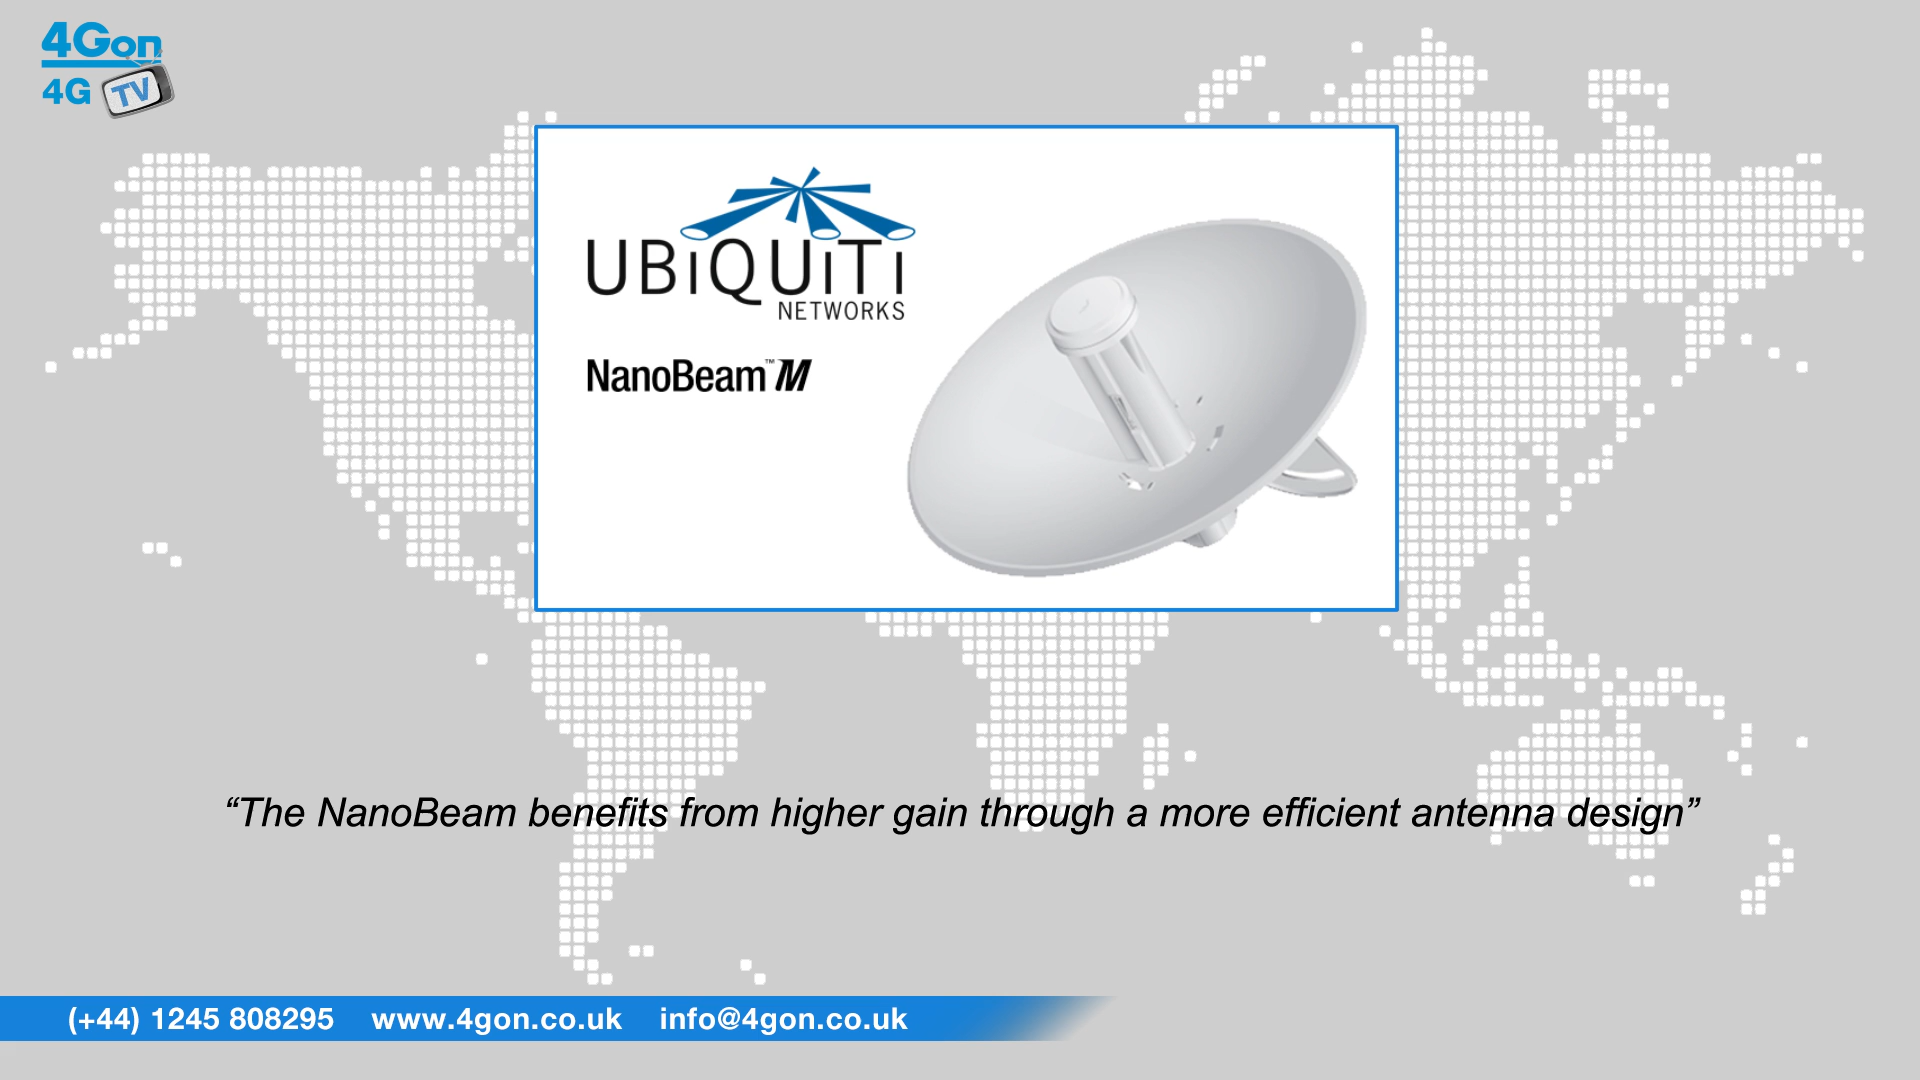 4Gon
4G TV
UBiQUiTi
NETWORKS
NanoBeam™ M
“The NanoBeam benefits from higher gain through a more efficient antenna design”
(+44) 1245 808295 www.4gon.co.uk info@4gon.co.uk